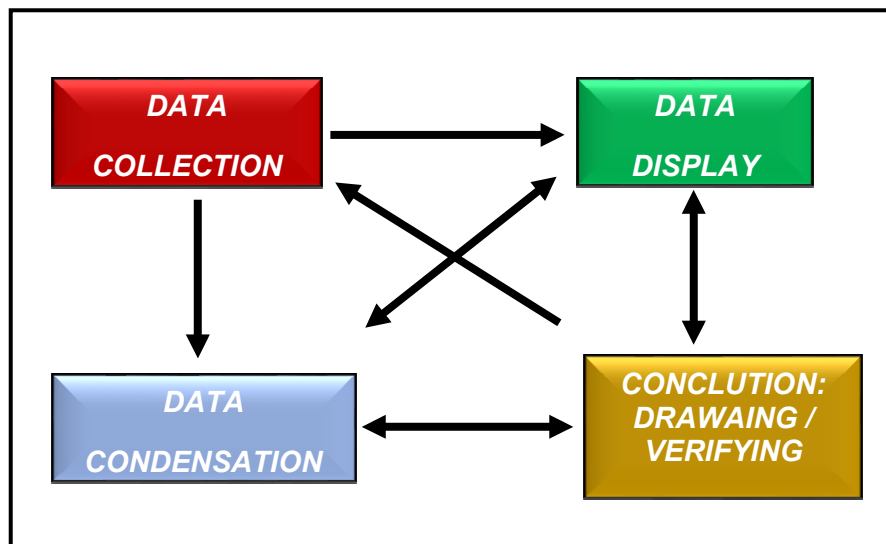 DATA
COLLECTION
DATA
DISPLAY
DATA
CONDENSATION
CONCLUTION:
DRAWAING /
VERIFYING